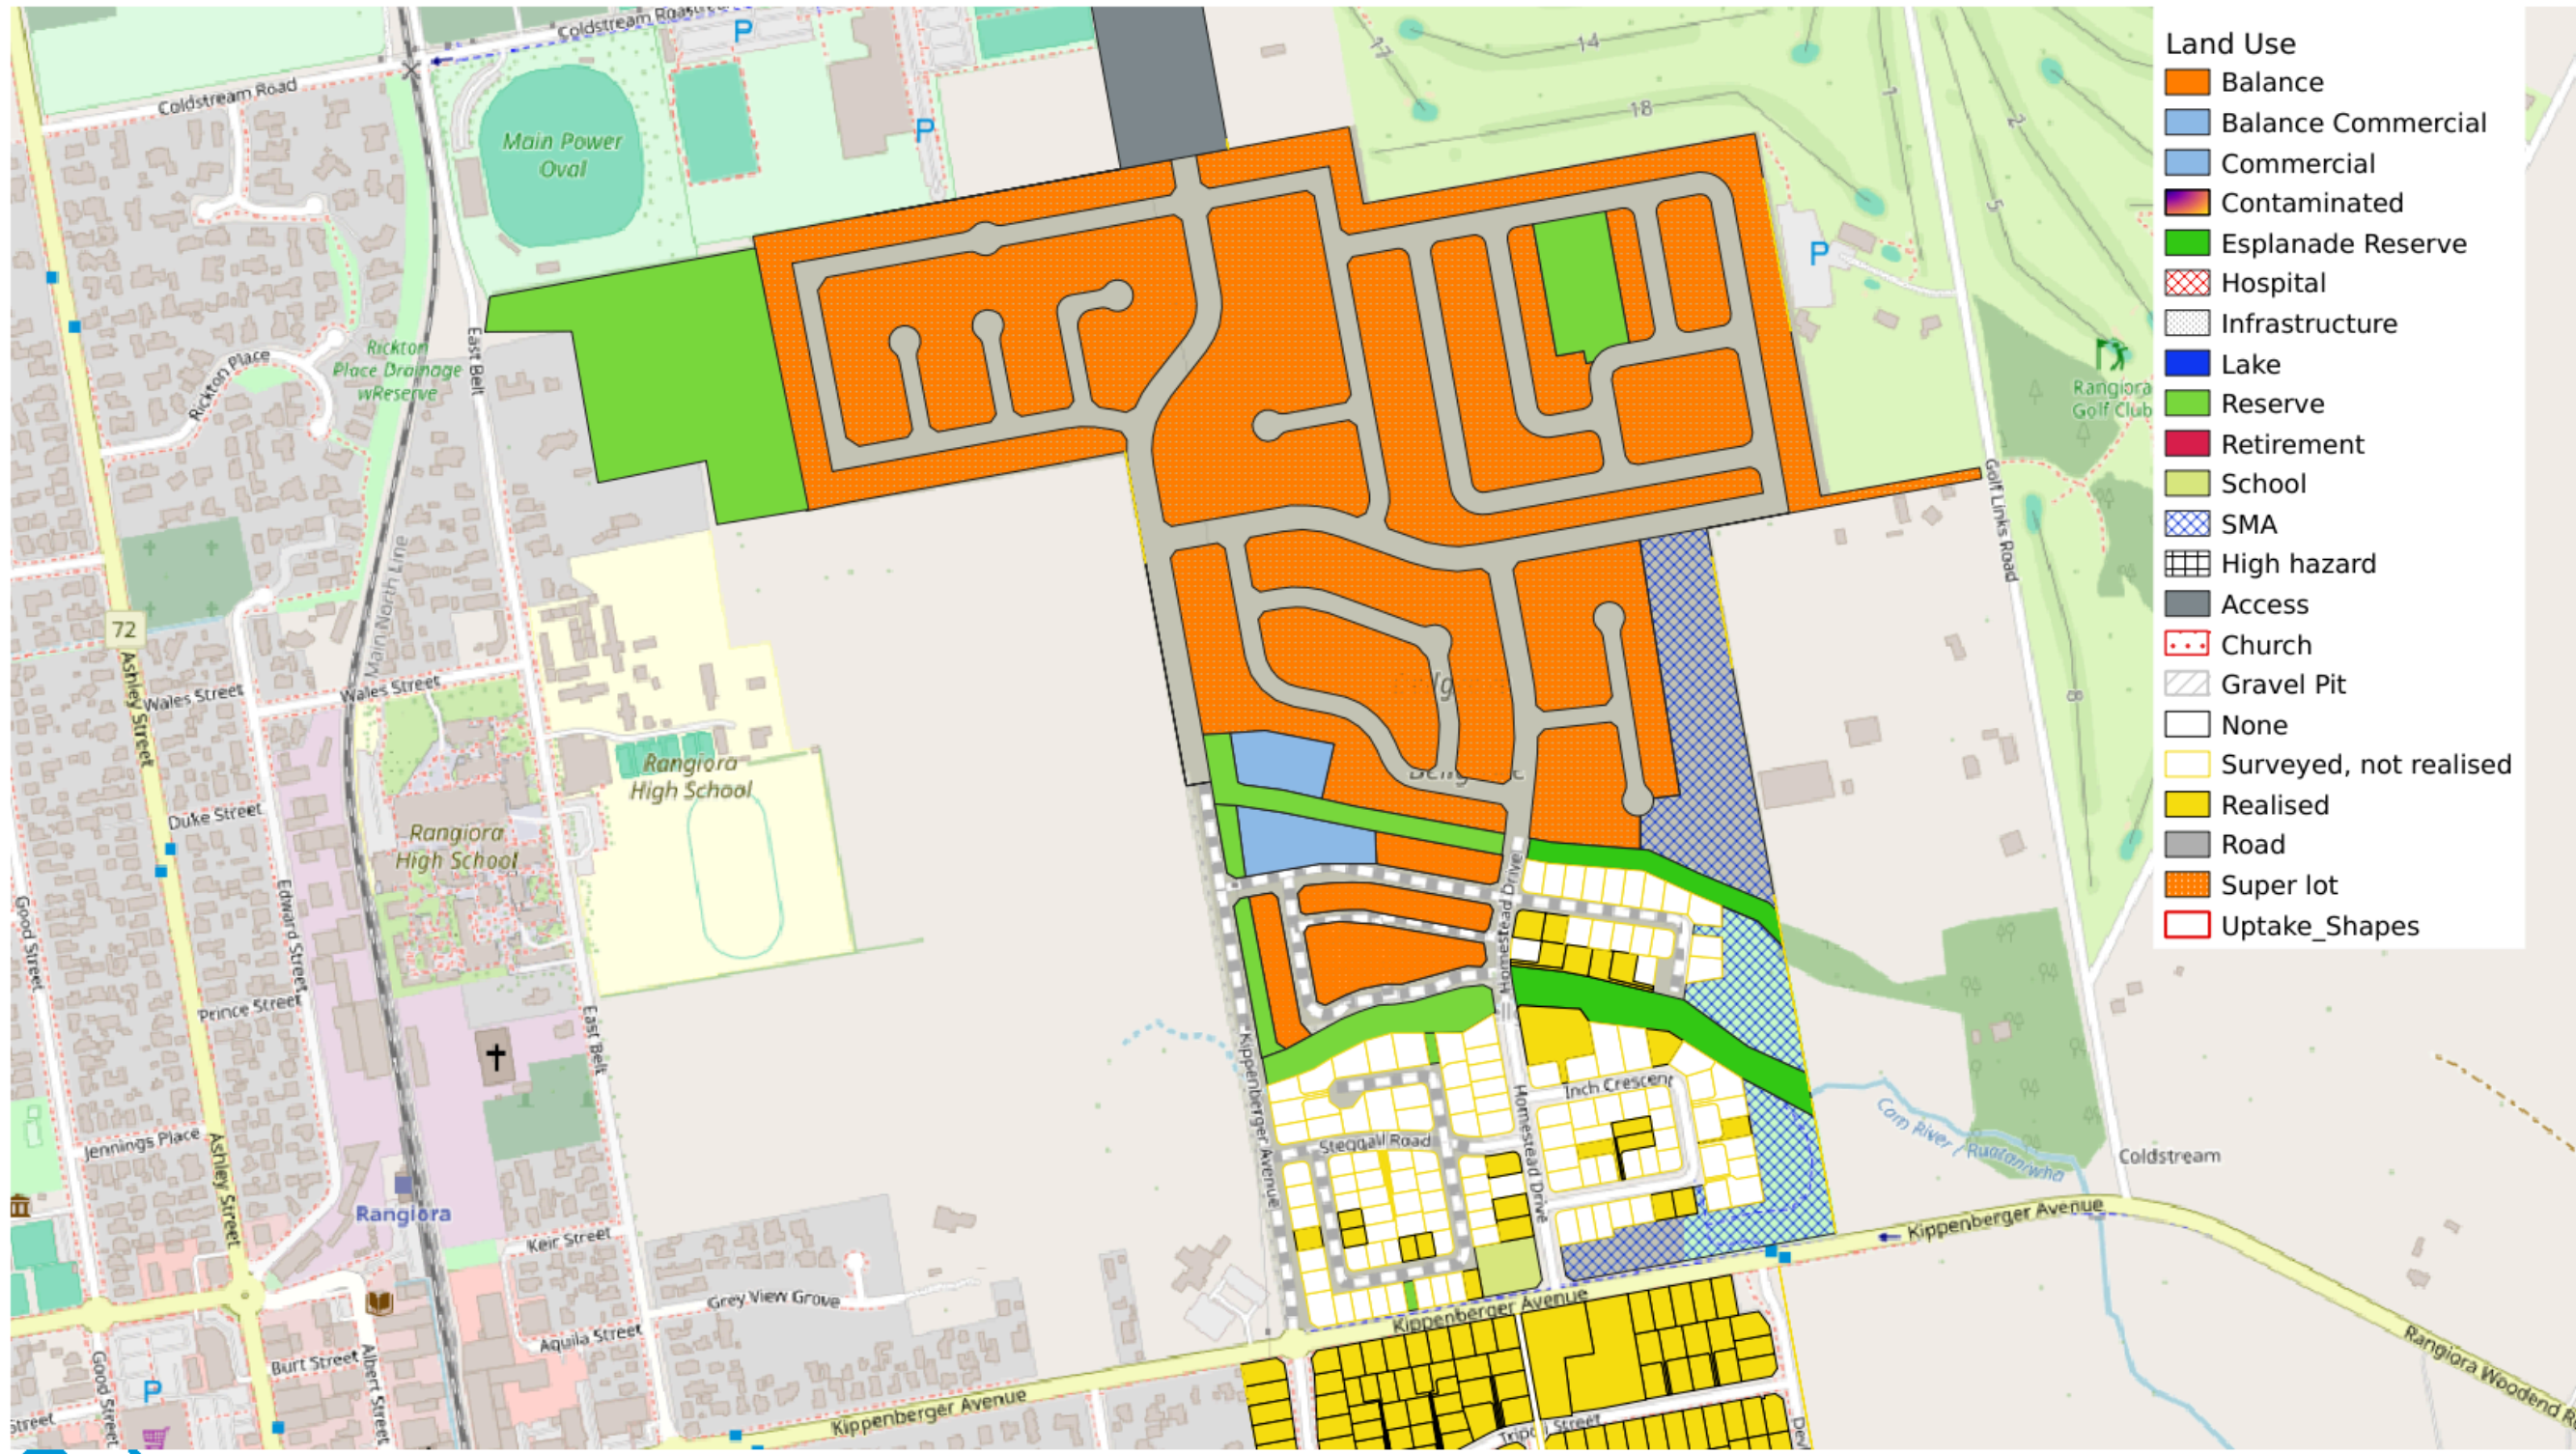 Coldstream Road
P
17
14
18
1
2
5
8
Land Use
Balance
Balance Commercial
Commercial
Contaminated
Esplanade Reserve
Hospital
Infrastructure
Lake
Reserve
Retirement
School
SMA
High hazard
Access
Church
Gravel Pit
None
Surveyed, not realised
Realised
Road
Super lot
Uptake_Shapes
Coldstream Road
Main Power
Oval
P
P
East Belt
Rickton
Place Drainage
wReserve
Rickton Place
Rangiora
Golf Club
Golf Links Road
Main North Line
72
Ashley Street
Wales Street
Wales Street
Rangiora
High School
Rangiora
High School
Duke Street
Edward Street
Good Street
Prince Street
East Belt
Homestead Drive
Kippenberger Avenue
Inch Crescent
Homestead Drive
Steggall Road
Jennings Place
Ashley Street
Cam River / Ruataniwha
Coldstream
Rangiora
Keir Street
Kippenberger Avenue
Grey View Grove
Kippenberger Avenue
Aquila Street
Burt Street
Albert Street
Good Street
P
Street
Kippenberger Avenue
Rangiora Woodend R
Street